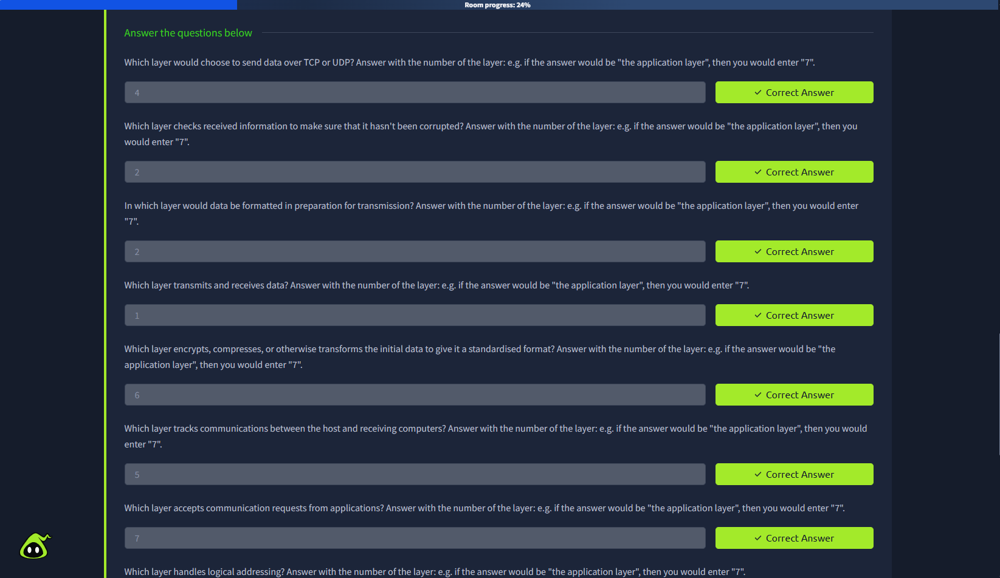 Room progress: 24%
Answer the questions below
Which layer would choose to send data over TCP or UDP? Answer with the number of the layer: e.g. if the answer would be "the application layer", then you would enter "7".
4
Correct Answer
Which layer checks received information to make sure that it hasn't been corrupted? Answer with the number of the layer: e.g. if the answer would be "the application layer", then you
would enter "7".
2
Correct Answer
In which layer would data be formatted in preparation for transmission? Answer with the number of the layer: e.g. if the answer would be "the application layer", then you would enter
"7".
2
Correct Answer
Which layer transmits and receives data? Answer with the number of the layer: e.g. if the answer would be "the application layer", then you would enter "7".
1
Correct Answer
Which layer encrypts, compresses, or otherwise transforms the initial data to give it a standardised format? Answer with the number of the layer: e.g. if the answer would be "the
application layer", then you would enter "7".
6
Correct Answer
Which layer tracks communications between the host and receiving computers? Answer with the number of the layer: e.g. if the answer would be "the application layer", then you would
enter "7".
5
Correct Answer
Which layer accepts communication requests from applications? Answer with the number of the layer: e.g. if the answer would be "the application layer", then you would enter "7".
7
Correct Answer
Which layer handles logical addressing? Answer with the number of the layer: e.g. if the answer would be "the application layer", then you would enter "7".